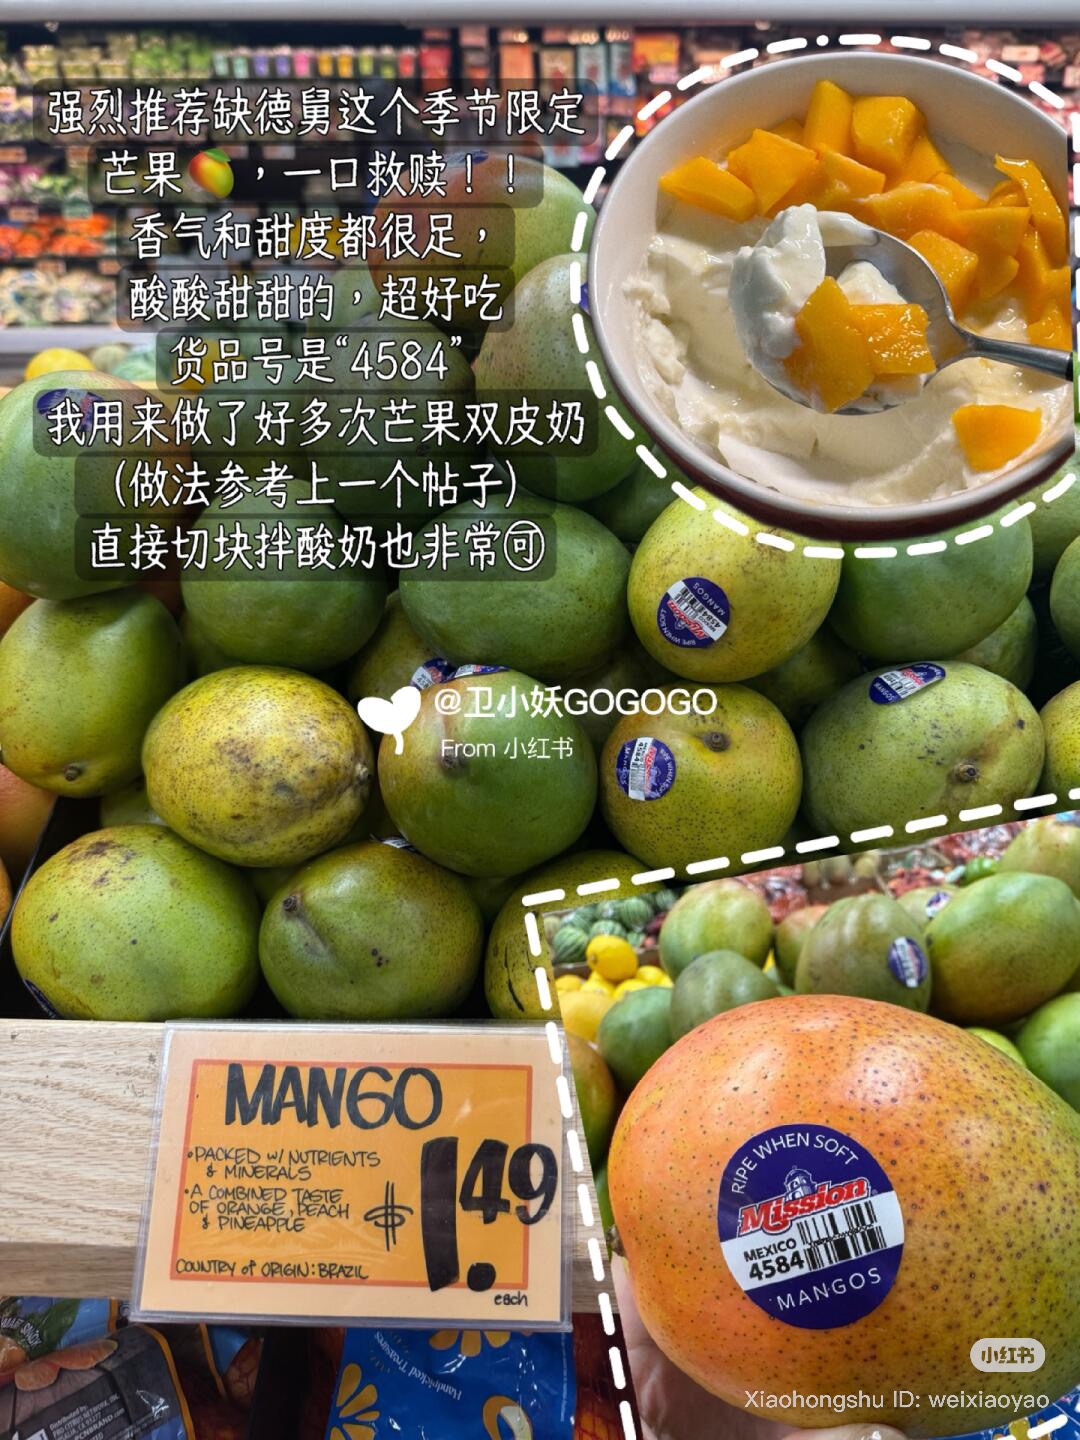 强烈推荐缺德舅这个季节限定
芒果🥭，一口救赎！！
香气和甜度都很足，
酸酸甜甜的，超好吃
货品号是“4584”
我用来做了好多次芒果双皮奶
（做法参考上一个帖子）
直接切块拌酸奶也非常㊢
@卫小妖GOGOGO
From 小红书
MANGO
•PACKED W/ NUTRIENTS
& MINERALS
•A COMBINED TASTE
OF ORANGE, PEACH
& PINEAPPLE
$1.49
each
COUNTRY of ORIGIN: BRAZIL
RIPE WHEN SOFT
Mission
MEXICO
4584
MANGOS
Handpicked Treasures
小红书
Xiaohongshu ID: weixiaoyao